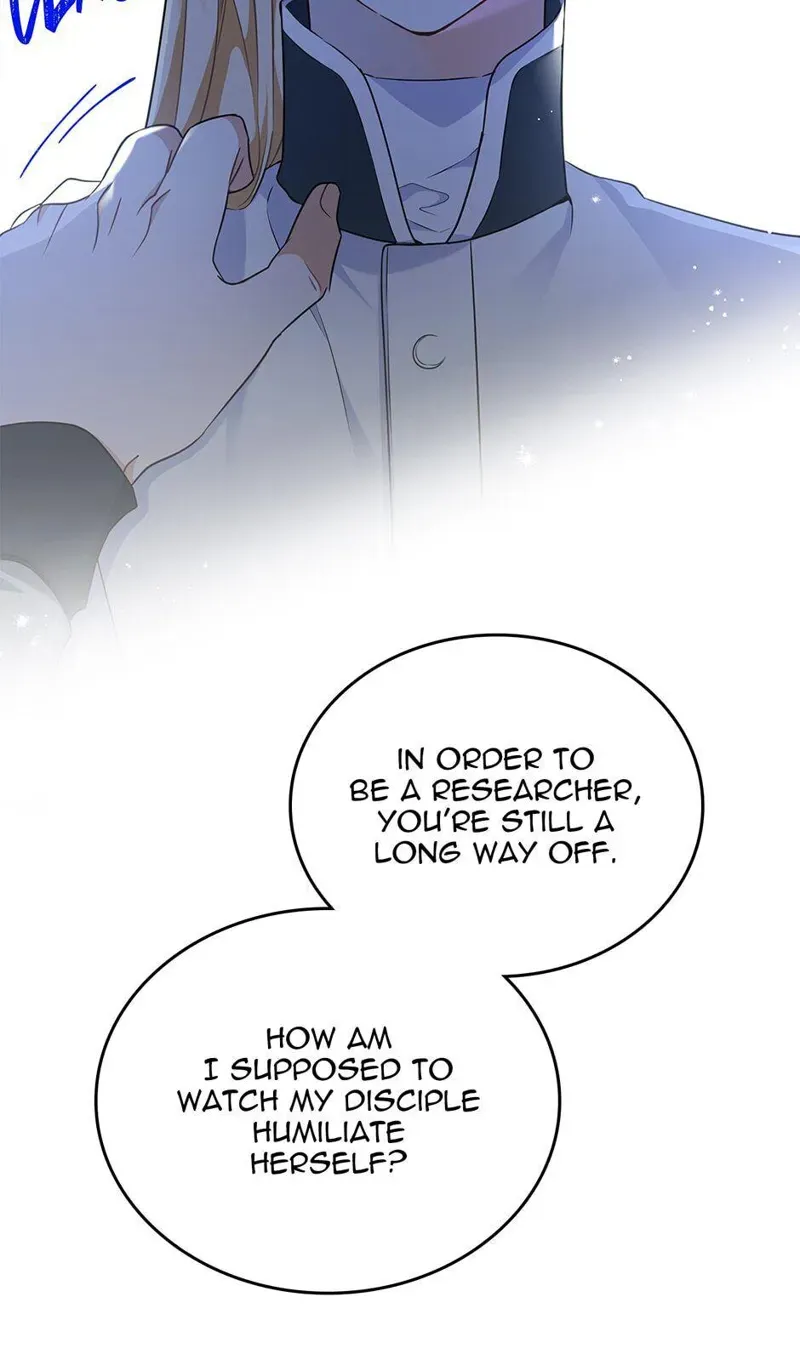 IN ORDER TO
BE A RESEARCHER,
YOU'RE STILL A
LONG WAY OFF.
HOW AM
I SUPPOSED TO
WATCH MY DISCIPLE
HUMILIATE
HERSELF?